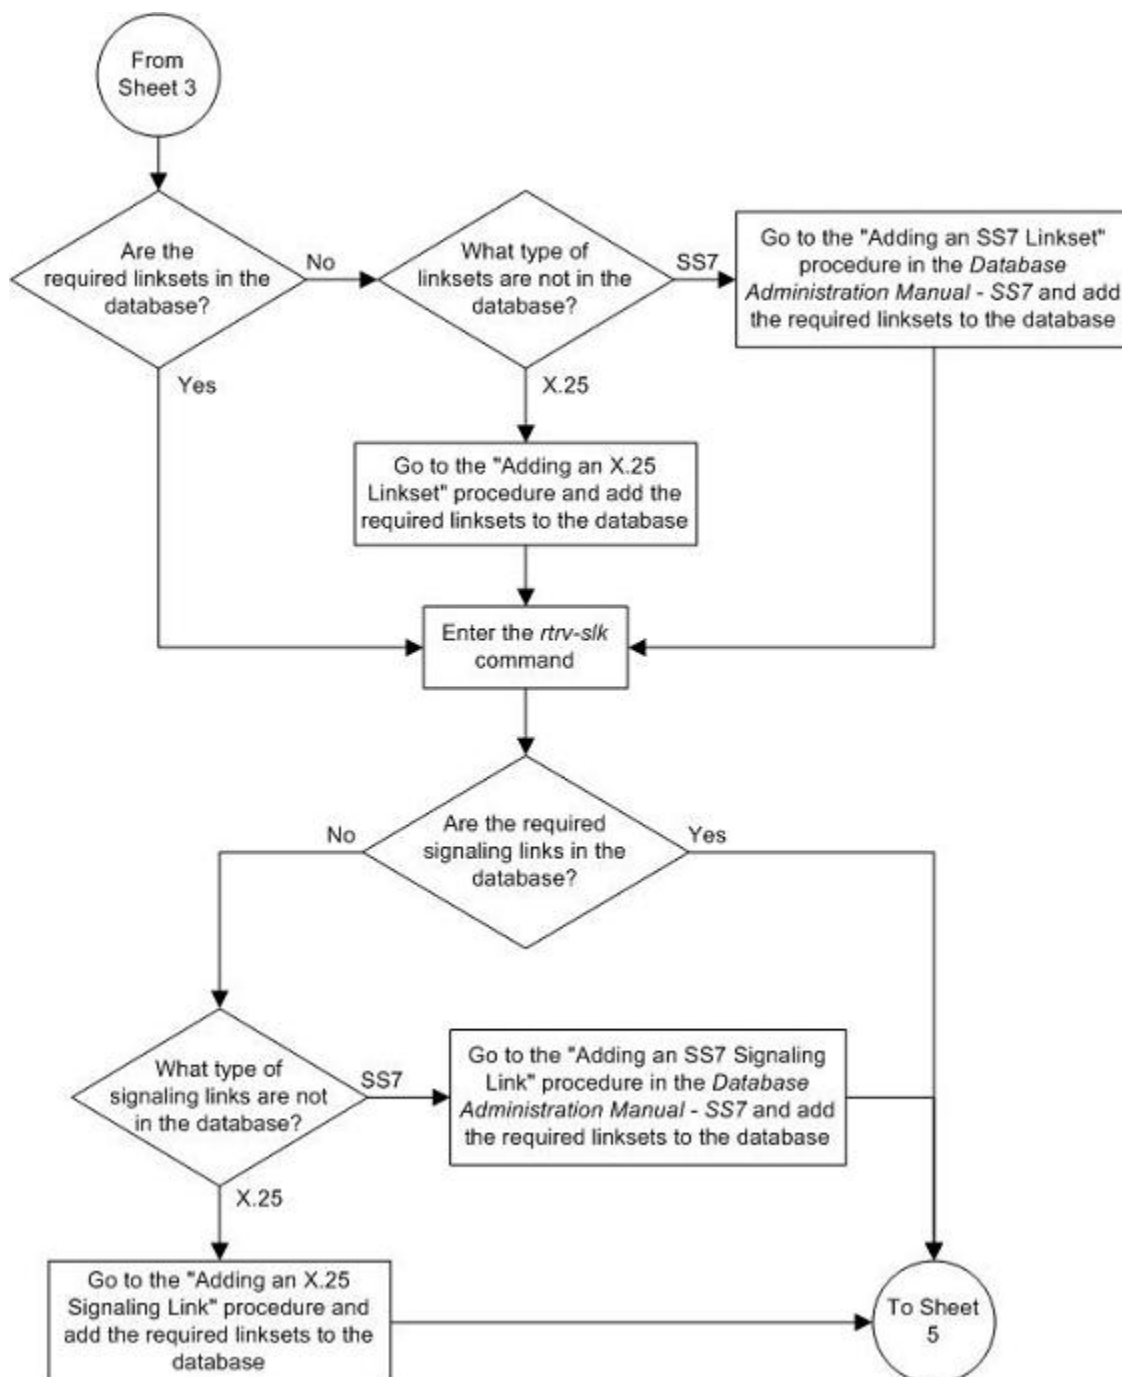 From
Sheet 3
Are the
required linksets in the
database?
No
What type of
linksets are not in the
database?
SS7
Go to the "Adding an SS7 Linkset"
procedure in the Database
Administration Manual - SS7 and add
the required linksets to the database
Yes
X.25
Go to the "Adding an X.25
Linkset" procedure and add the
required linksets to the database
Enter the rtrv-slk
command
No
Are the required
signaling links in the
database?
Yes
What type of
signaling links are not
in the database?
SS7
Go to the "Adding an SS7 Signaling
Link" procedure in the Database
Administration Manual - SS7 and add
the required linksets to the database
X.25
Go to the "Adding an X.25
Signaling Link" procedure and
add the required linksets to the
database
To Sheet
5